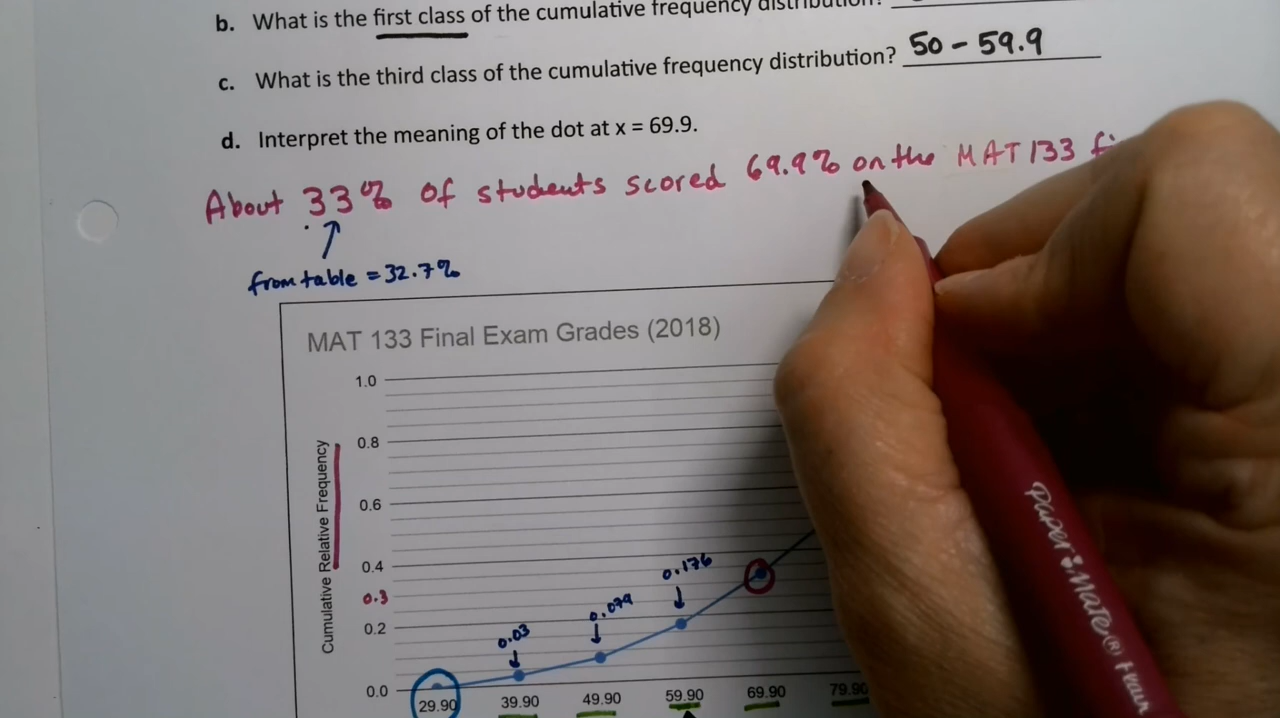 b. What is the first class of the cumulative frequency distribution?
c. What is the third class of the cumulative frequency distribution? 50 - 59.9
d. Interpret the meaning of the dot at x = 69.9.
About 33% of students scored 69.9% on the MAT 133
from table = 32.7%
MAT 133 Final Exam Grades (2018)
Cumulative Relative Frequency
1.0
0.8
0.6
0.4
0.3
0.2
0.0
0.03
0.079
0.176
29.90 39.90 49.90 59.90 69.90 79.90
Paper Mate®